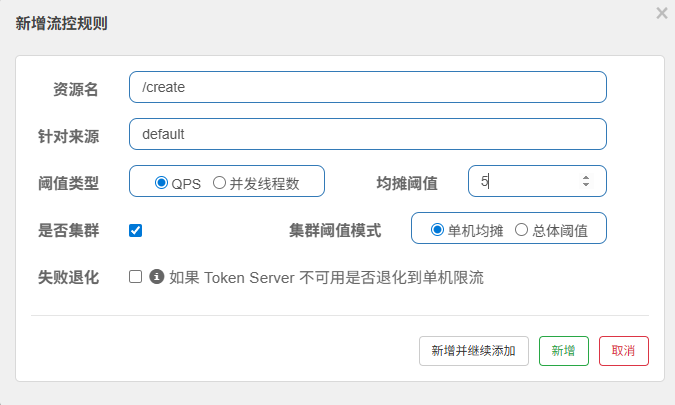 新增流控规则
×
资源名 /create
针对来源 default
阈值类型 QPS 并发线程数 均摊阈值 5
是否集群 集群阈值模式 单机均摊 总体阈值
失败退化 如果 Token Server 不可用是否退化到单机限流
新增并继续添加 新增 取消